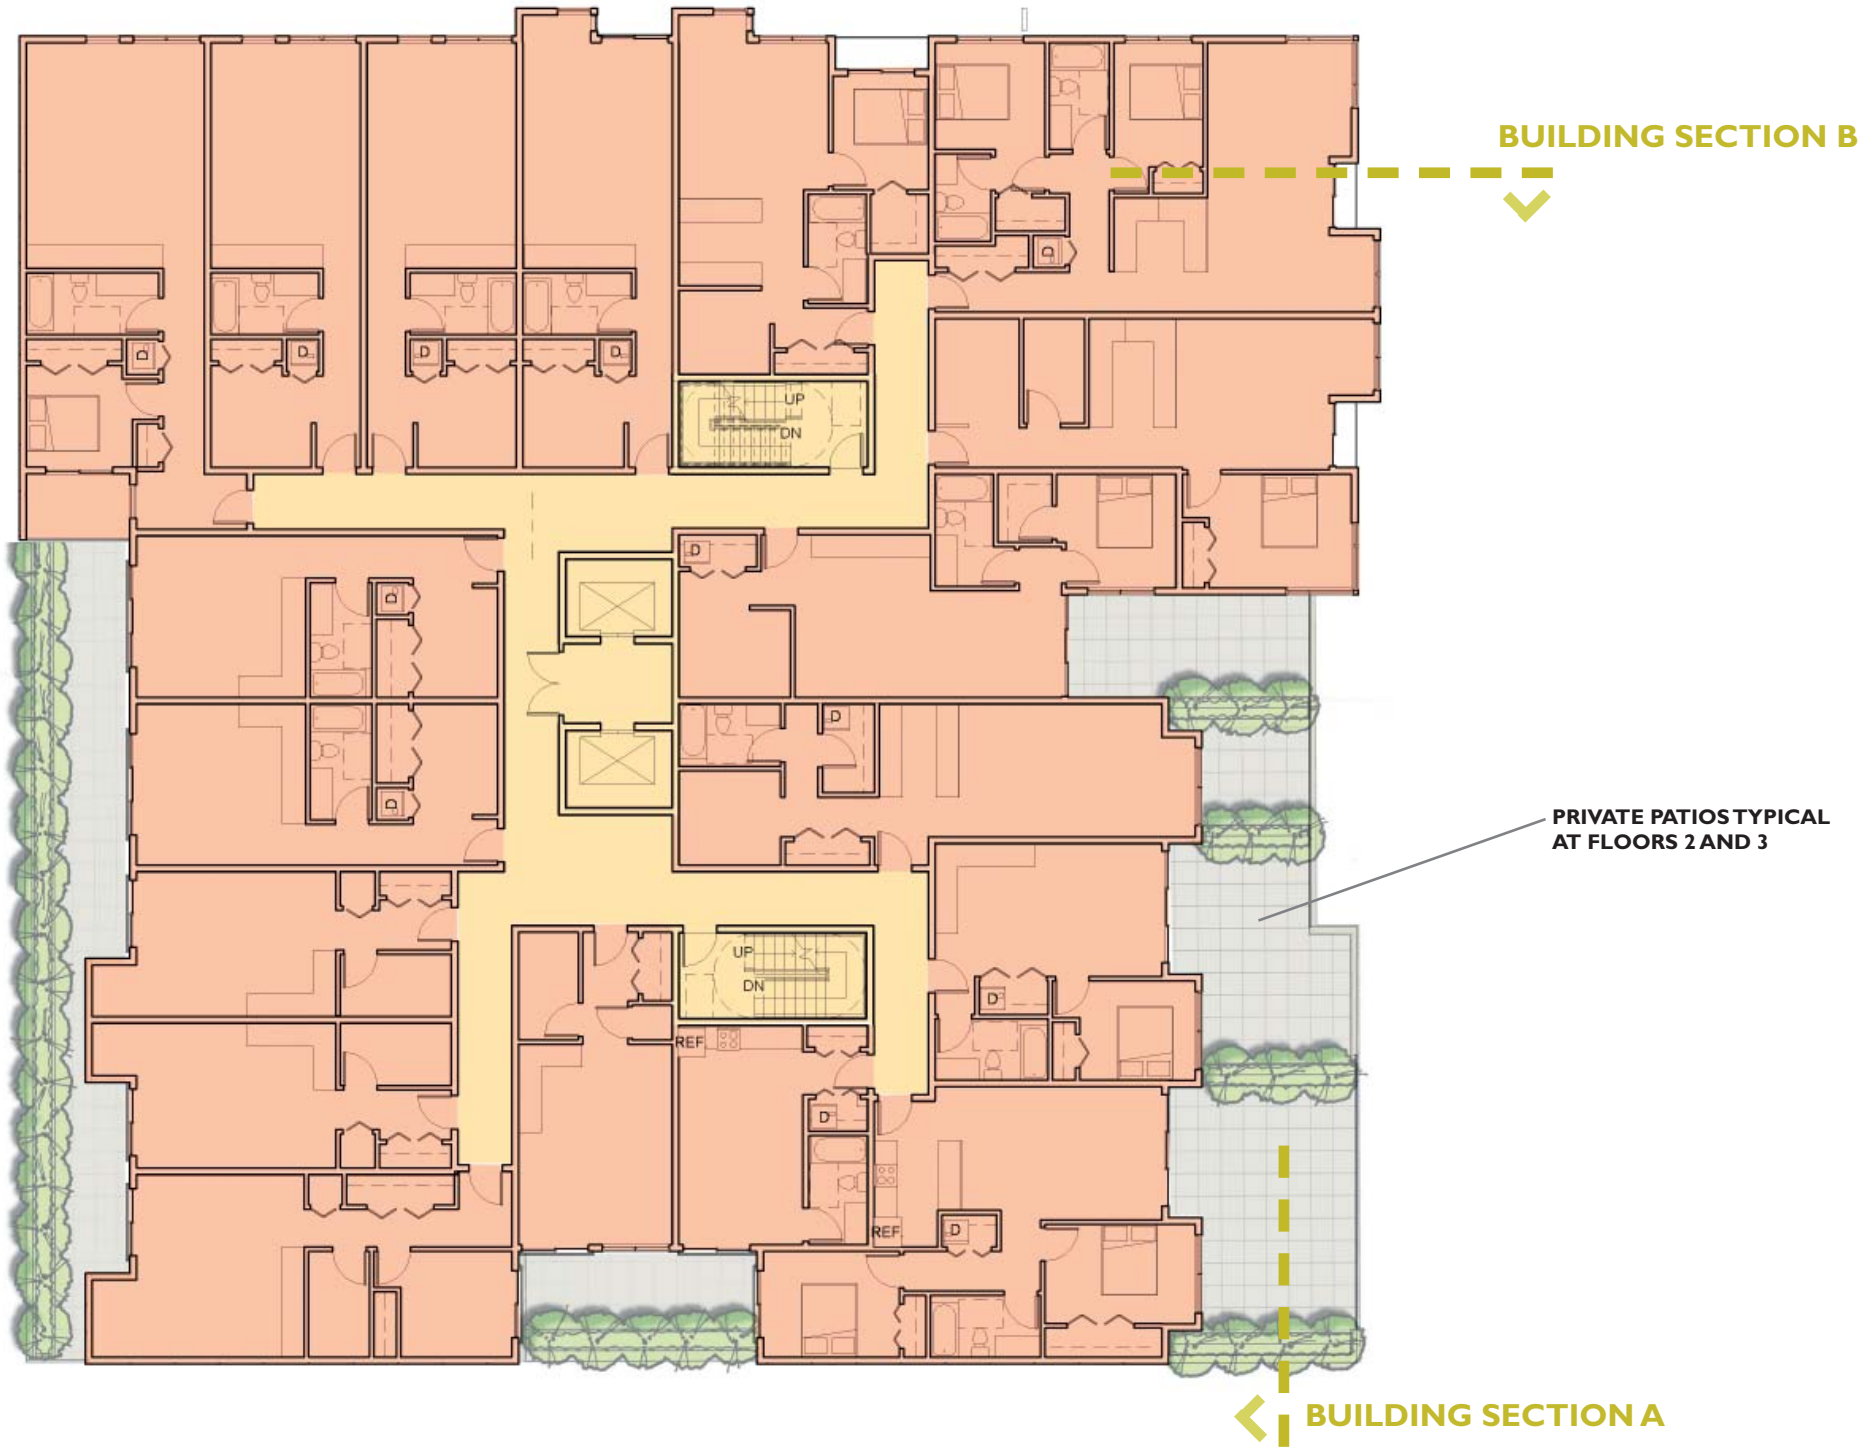 BUILDING SECTION B
D
D
D
D
D
UP
DN
D
D
D
D
PRIVATE PATIOS TYPICAL
AT FLOORS 2 AND 3
UP
DN
D
REF
D
REF
D
BUILDING SECTION A